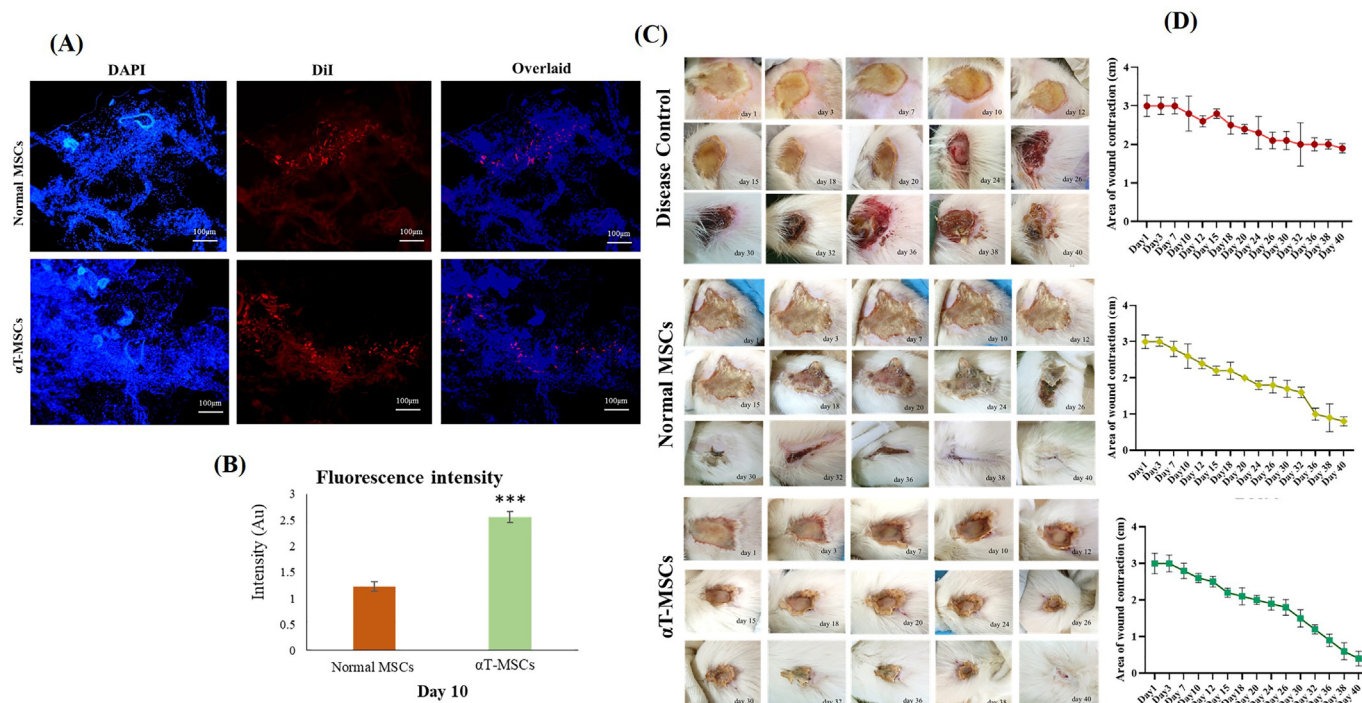 (A)
DAPI
DiI
Overlaid
Normal MSCs
100μm
100μm
100μm
αT-MSCs
100μm
100μm
100μm
(B)
Fluorescence intensity
Intensity (Au)
3
2.5
2
1.5
1
0.5
0
***
Normal MSCs
αT-MSCs
Day 10
(C)
Disease Control
day 1
day 3
day 7
day 10
day 12
day 15
day 18
day 20
day 24
day 26
day 30
day 32
day 36
day 38
day 40
Normal MSCs
day 1
day 3
day 7
day 10
day 12
day 15
day 18
day 20
day 24
day 26
day 30
day 32
day 36
day 38
day 40
αT-MSCs
day 1
day 3
day 7
day 10
day 12
day 15
day 18
day 20
day 24
day 26
day 30
day 32
day 36
day 38
day 40
(D)
Area of wound contraction (cm)
4
3
2
1
0
Day1
Day3
Day 7
Day10
Day 12
Day 15
Day18
Day 20
Day 24
Day 26
Day 30
Day 32
Day 36
Day 38
Day 40
Area of wound contraction (cm)
4
3
2
1
0
Day1
Day3
Day 7
Day10
Day 12
Day 15
Day18
Day 20
Day 24
Day 26
Day 30
Day 32
Day 36
Day 38
Day 40
Area of wound contraction (cm)
4
3
2
1
0
Day1
Day3
Day 7
Day10
Day 12
Day 15
Day18
Day 20
Day 24
Day 26
Day 30
Day 32
Day 36
Day 38
Day 40